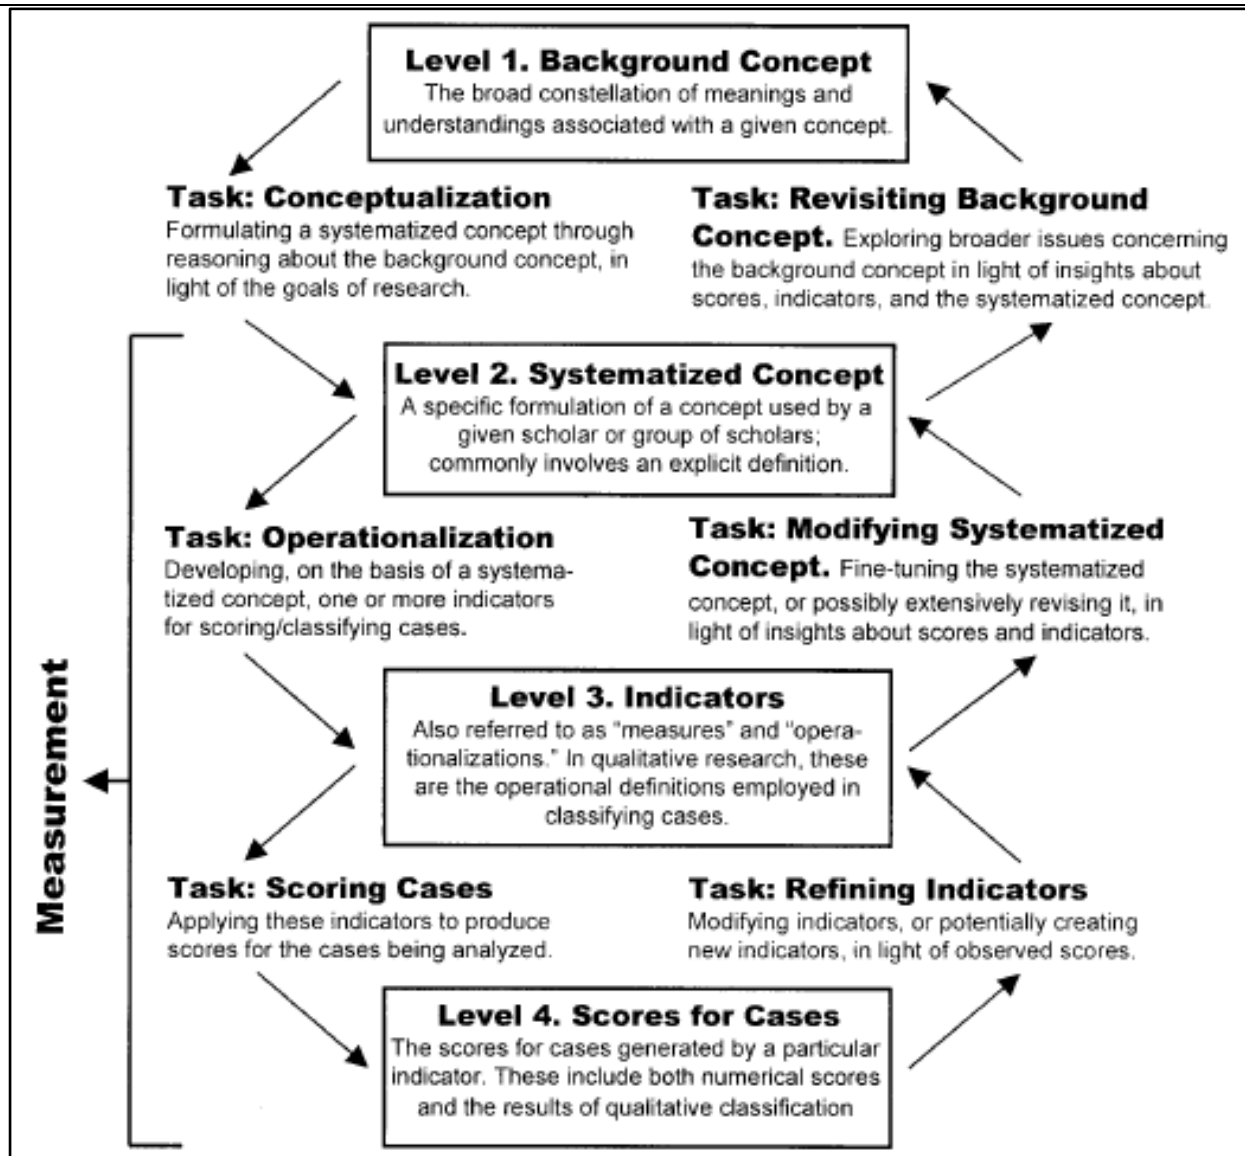 Level 1. Background Concept
The broad constellation of meanings and
understandings associated with a given concept.
Task: Conceptualization
Formulating a systematized concept through
reasoning about the background concept, in
light of the goals of research.
Task: Revisiting Background
Concept. Exploring broader issues concerning
the background concept in light of insights about
scores, indicators, and the systematized concept.
Level 2. Systematized Concept
A specific formulation of a concept used by a
given scholar or group of scholars;
commonly involves an explicit definition.
Task: Operationalization
Developing, on the basis of a systema-
tized concept, one or more indicators
for scoring/classifying cases.
Task: Modifying Systematized
Concept. Fine-tuning the systematized
concept, or possibly extensively revising it, in
light of insights about scores and indicators.
Measurement
Level 3. Indicators
Also referred to as “measures” and “opera-
tionalizations.” In qualitative research, these
are the operational definitions employed in
classifying cases.
Task: Scoring Cases
Applying these indicators to produce
scores for the cases being analyzed.
Task: Refining Indicators
Modifying indicators, or potentially creating
new indicators, in light of observed scores.
Level 4. Scores for Cases
The scores for cases generated by a particular
indicator. These include both numerical scores
and the results of qualitative classification